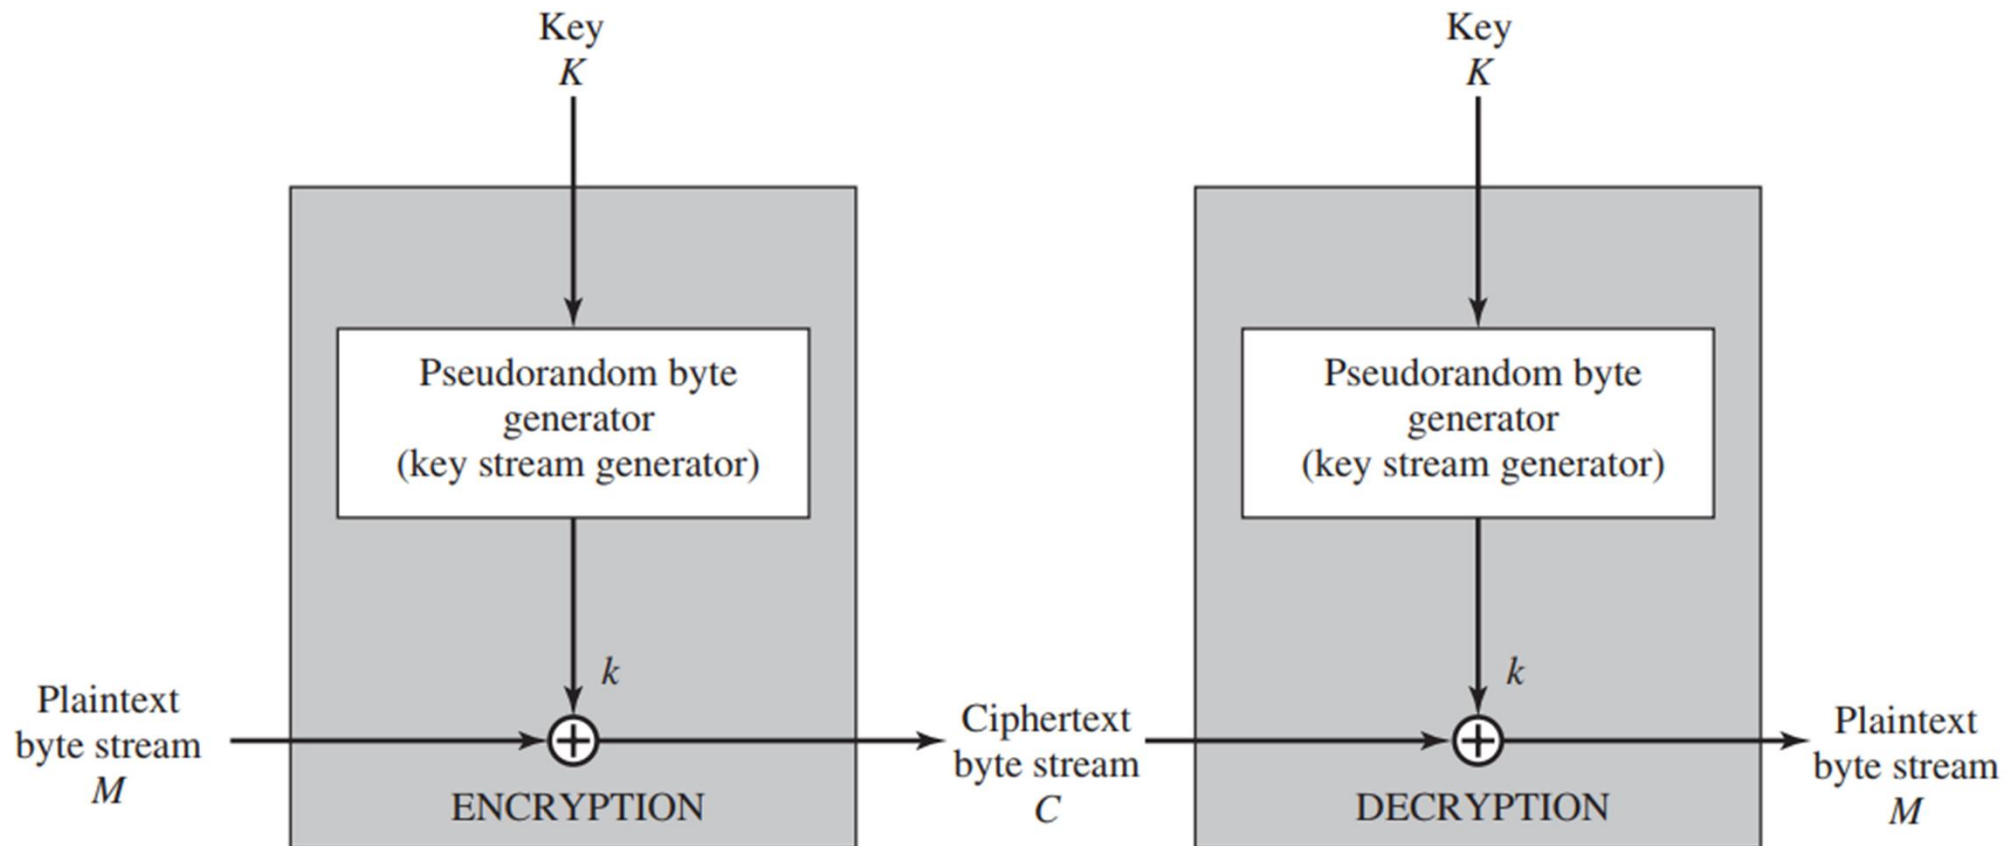 Key
K
Pseudorandom byte
generator
(key stream generator)
k
Plaintext
byte stream
M
ENCRYPTION
Ciphertext
byte stream
C
Key
K
Pseudorandom byte
generator
(key stream generator)
k
DECRYPTION
Plaintext
byte stream
M